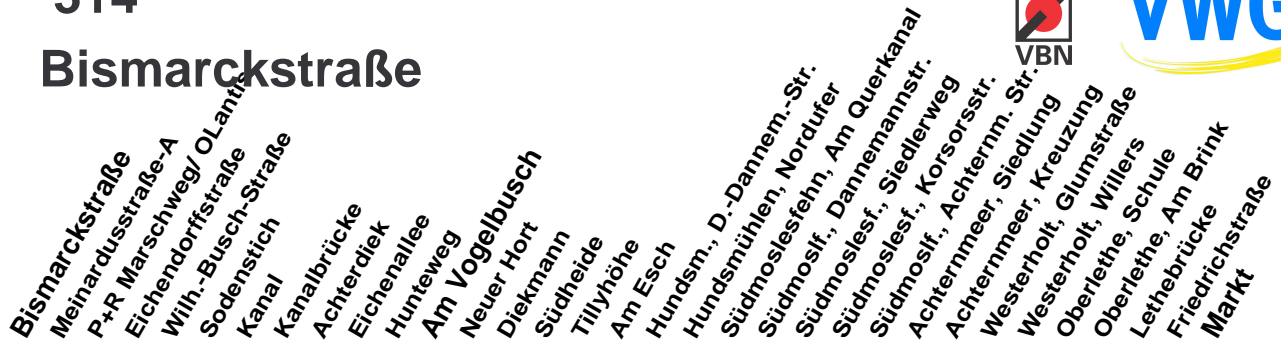 314
Bismarckstraße
VBN
VWG
Bismarckstraße
Meinardusstraße-A
P+R Marschweg/ OLantis
Eichendorffstraße
Wilh.-Busch-Straße
Sodenstich
Kanal
Kanalbrücke
Achterdiek
Eichenallee
Hunteweg
Am Vogelbusch
Neuer Hort
Diekmann
Südheide
Tillyhöhe
Am Esch
Hundsm., D.-Dannem.-Str.
Hundsmühlen, Nordufer
Südmoslesfehn, Am Querkanal
Südmoslf., Dannemannstr.
Südmoslesf., Siedlerweg
Südmoslesf., Korsorsstr.
Südmoslf., Achternm. Str.
Achternmeer, Siedlung
Achternmeer, Kreuzung
Westerholt, Glumstraße
Westerholt, Willers
Oberlethe, Schule
Oberlethe, Am Brink
Lethebrücke
Friedrichstraße
Markt